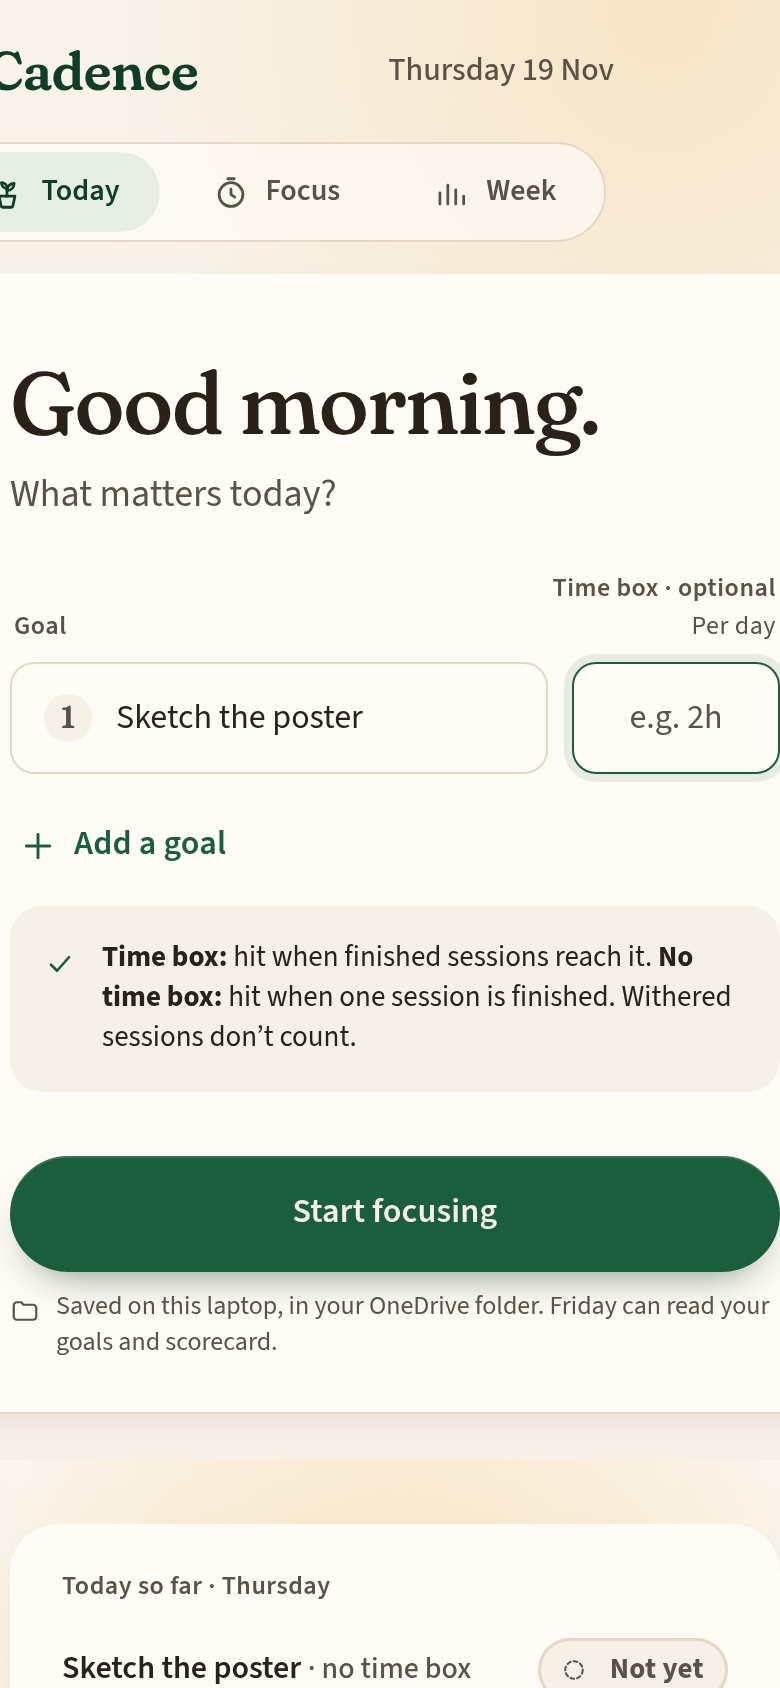 Cadence
Thursday 19 Nov
Today
Focus
Week
Good morning.
What matters today?
Time box · optional
Goal
Per day
1
Sketch the poster
e.g. 2h
Add a goal
Time box: hit when finished sessions reach it. No
time box: hit when one session is finished. Withered
sessions don’t count.
Start focusing
Saved on this laptop, in your OneDrive folder. Friday can read your
goals and scorecard.
Today so far · Thursday
Sketch the poster · no time box
Not yet